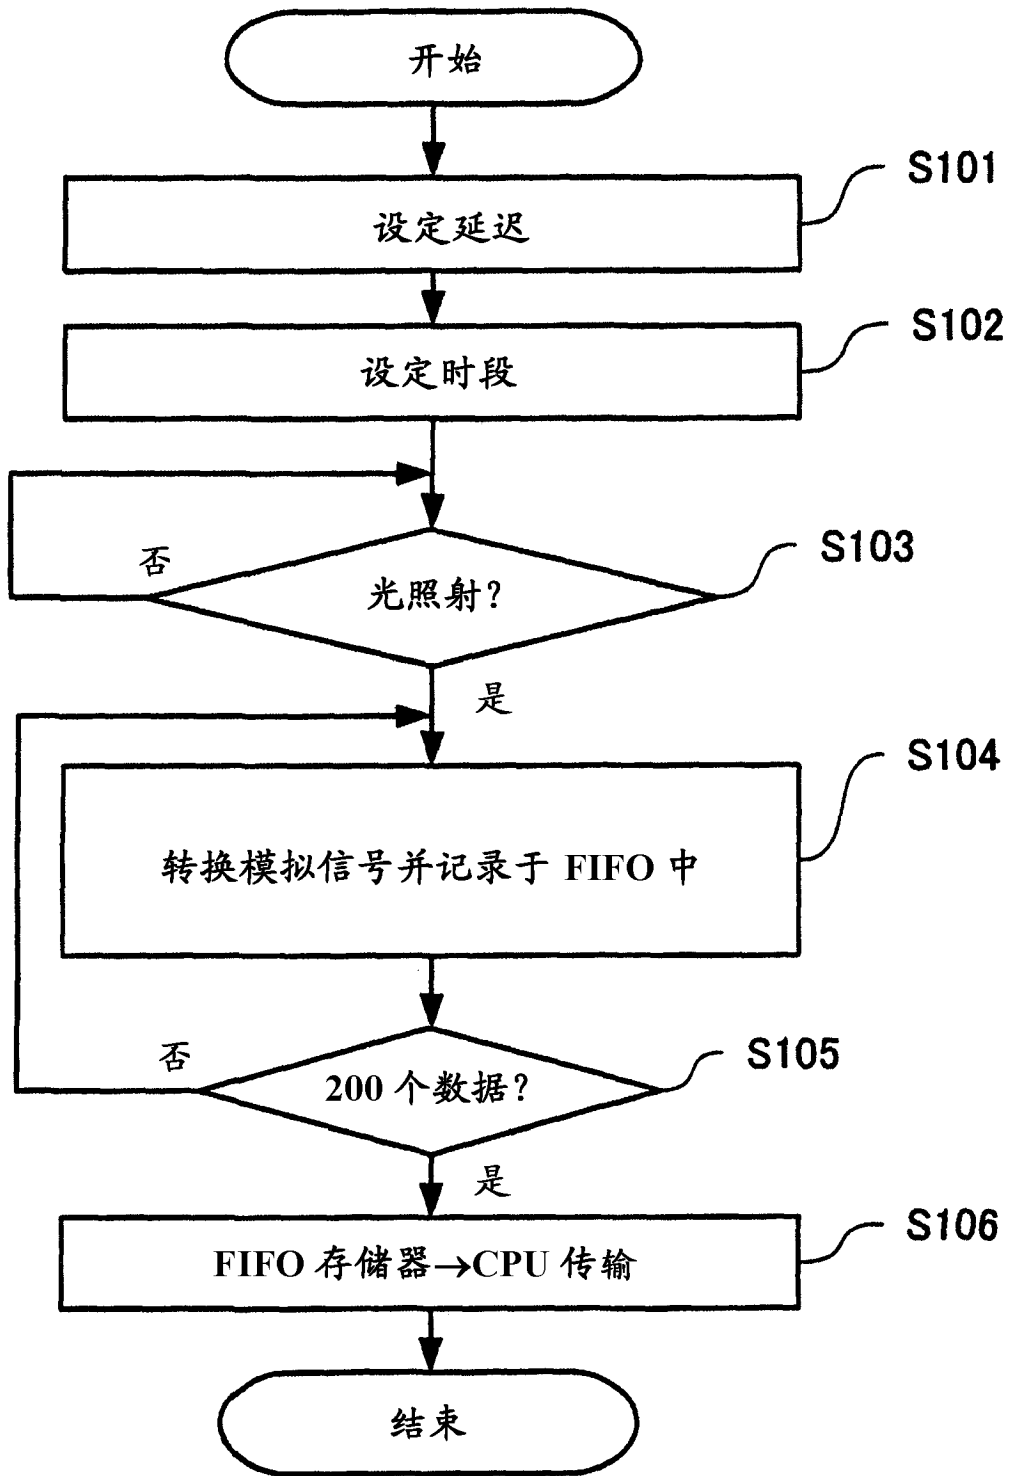 开始
S101
设定延迟
S102
设定时段
S103
否
光照射？
是
S104
转换模拟信号并记录于 FIFO 中
S105
否
200 个数据？
是
S106
FIFO 存储器→CPU 传输
结束